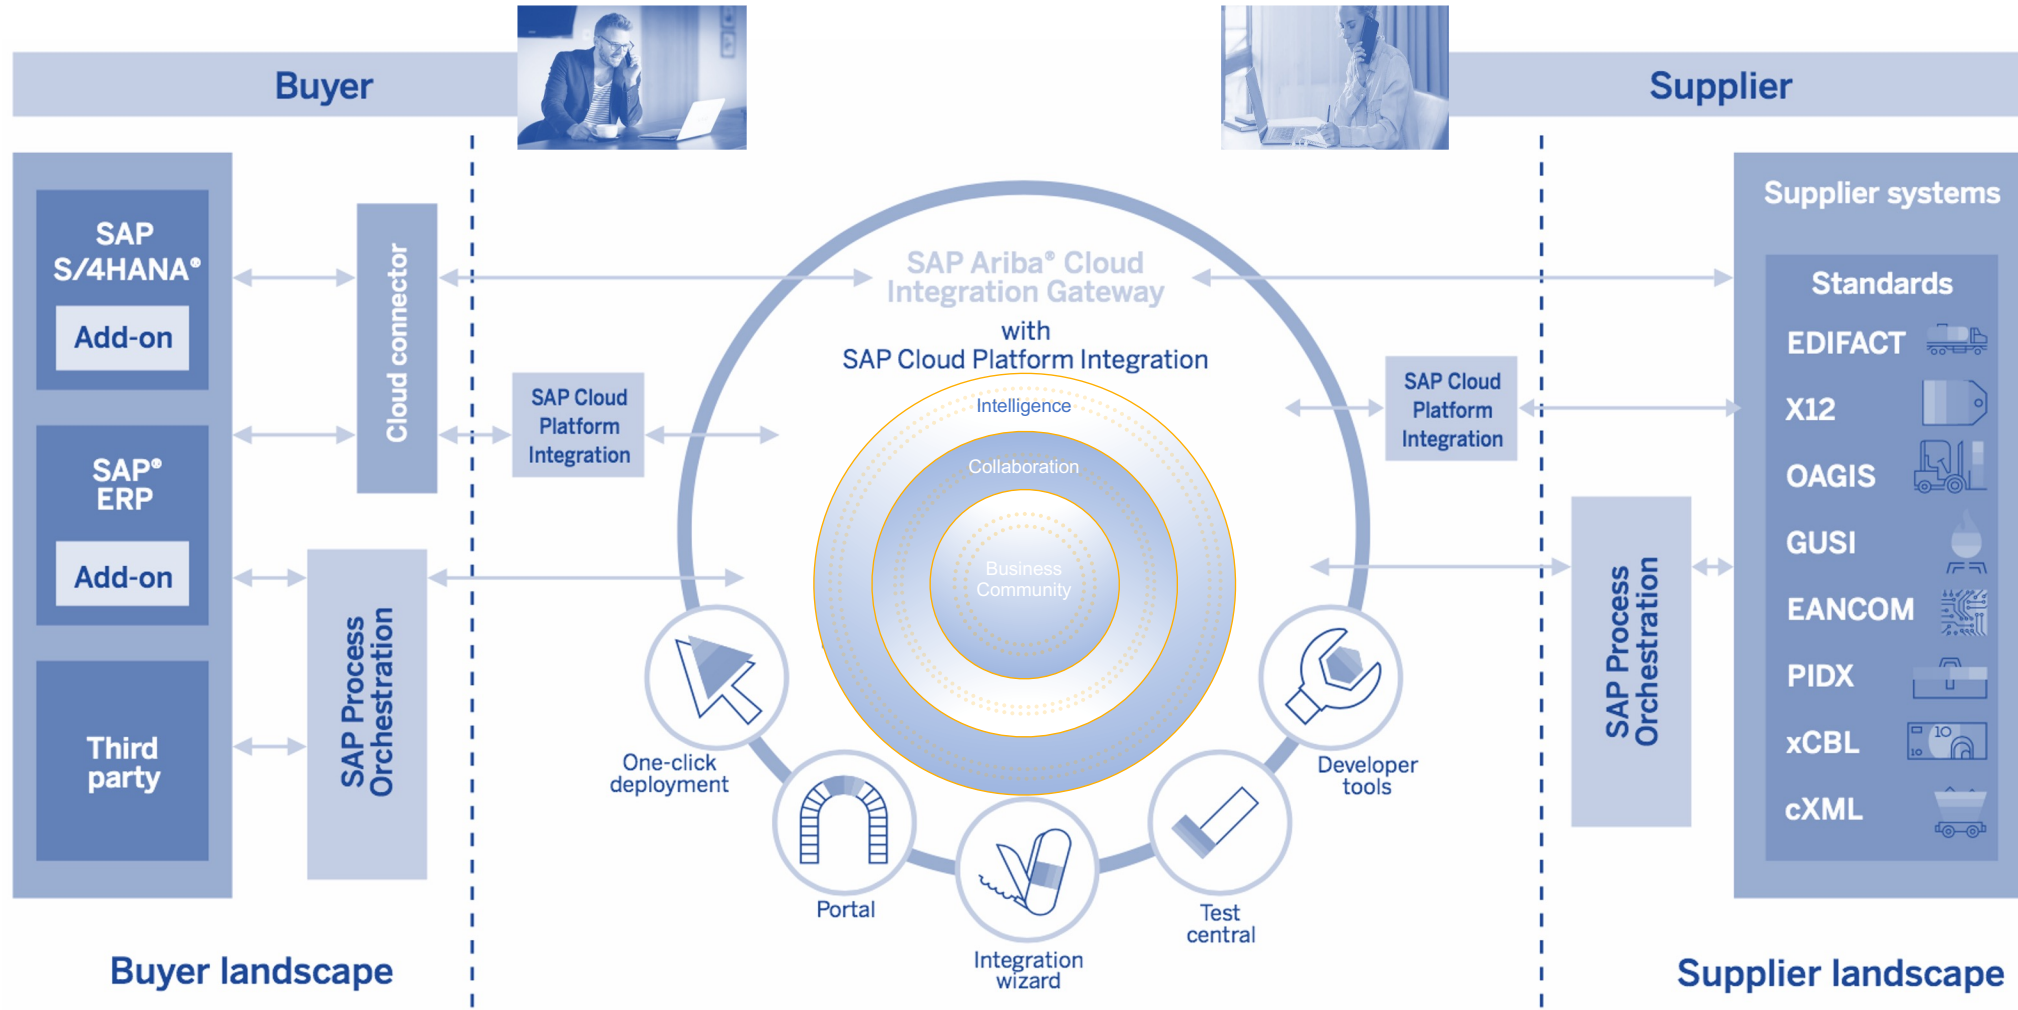 Buyer
Supplier
SAP
S/4HANA®
Add-on
SAP®
ERP
Add-on
Third
party
Cloud connector
SAP Process
Orchestration
SAP Cloud
Platform
Integration
SAP Ariba® Cloud
Integration Gateway
with
SAP Cloud Platform Integration
Intelligence
Collaboration
Business
Community
One-click
deployment
Portal
Integration
wizard
Test
central
Developer
tools
SAP Cloud
Platform
Integration
SAP Process
Orchestration
Supplier systems
Standards
EDIFACT
X12
OAGIS
GUSI
EANCOM
PIDX
xCBL
10
10
cXML
Buyer landscape
Supplier landscape